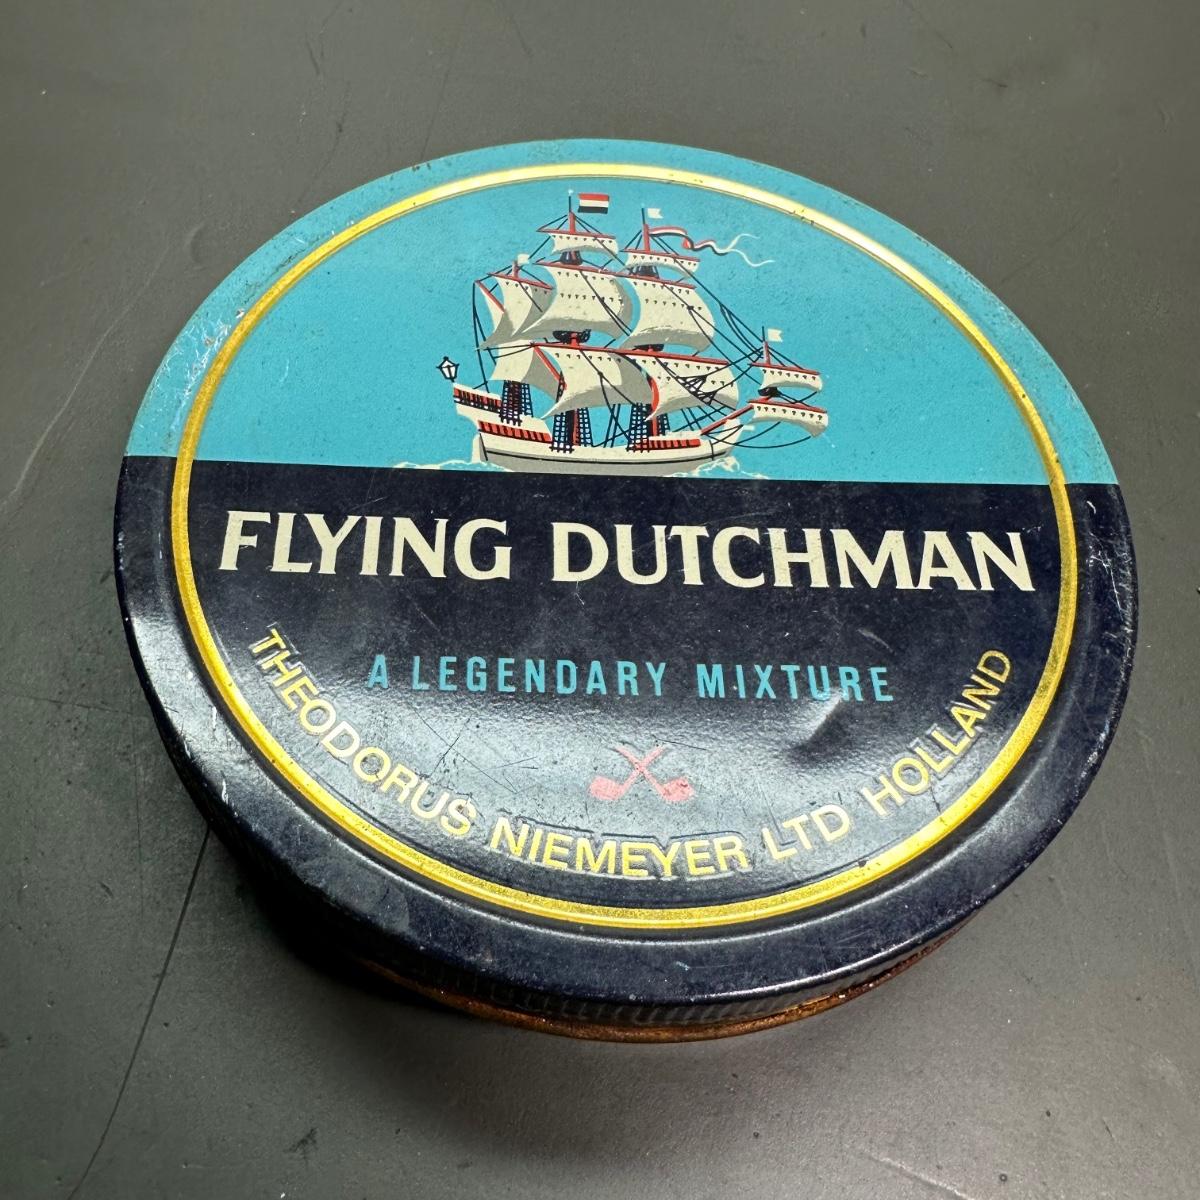 FLYING DUTCHMAN
A LEGENDARY MIXTURE
THEODORUS NIEMEYER LTD HOLLAND